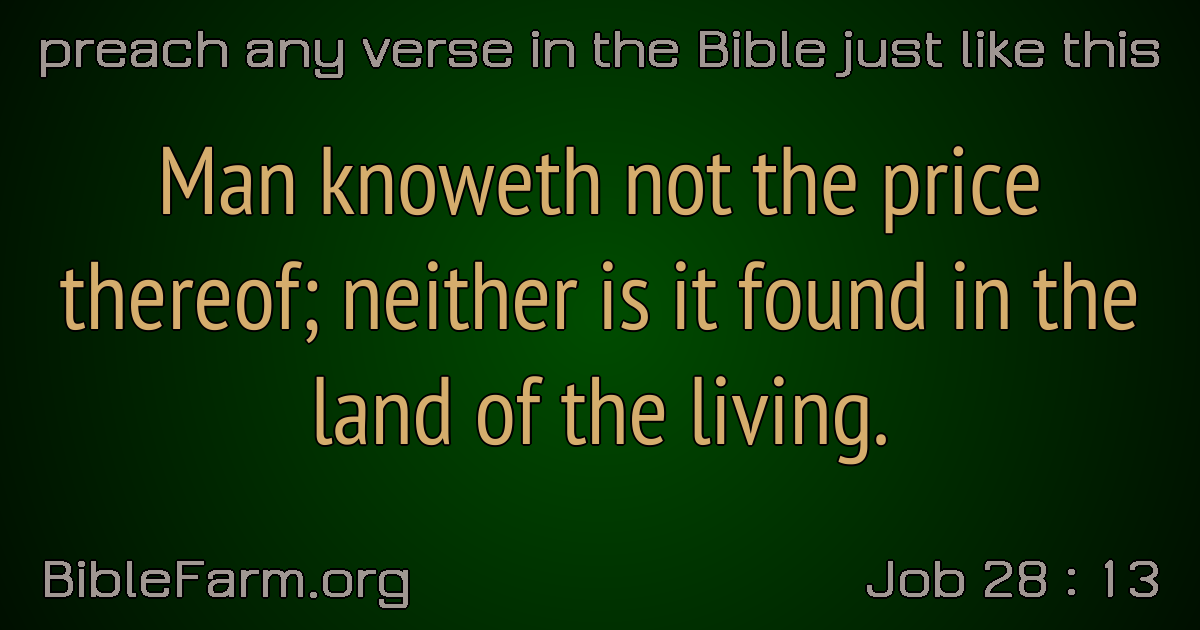 preach any verse in the Bible just like this
Man knoweth not the price
thereof; neither is it found in the
land of the living.
BibleFarm.org
Job 28 : 13